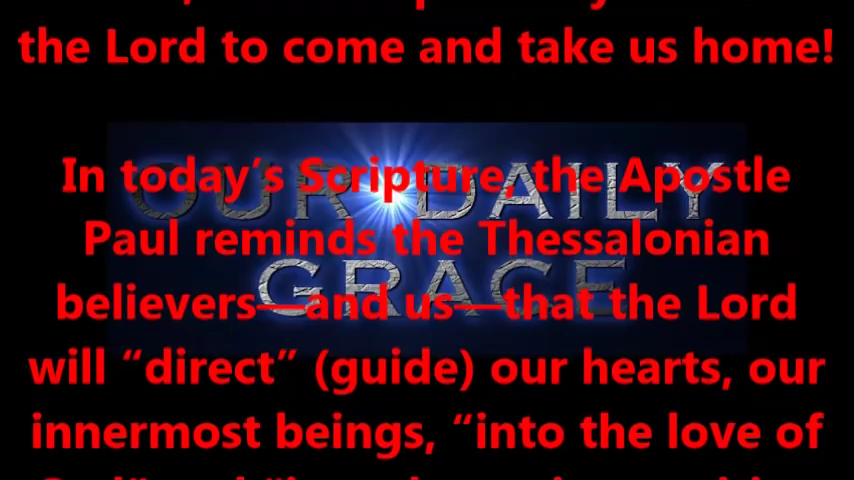 the Lord to come and take us home!
OUR DAILY
GRACE
In today's Scripture, the Apostle
Paul reminds the Thessalonian
believers—and us—that the Lord
will “direct” (guide) our hearts, our
innermost beings, “into the love of